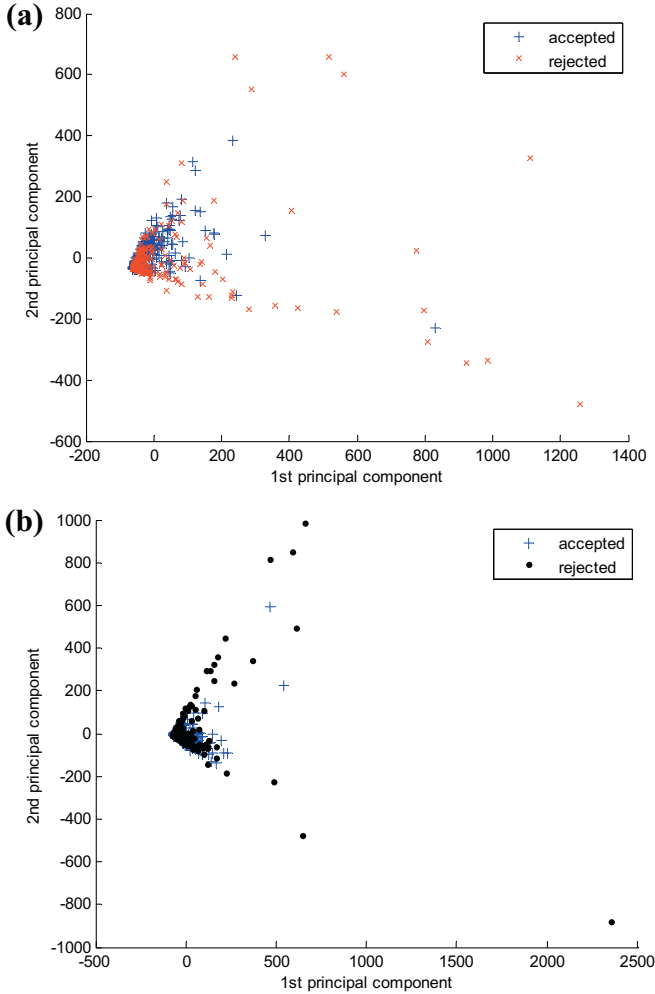 (a)
800
600
400
200
0
-200
-400
-600
2nd principal component
accepted
rejected
-200 0 200 400 600 800 1000 1200 1400
1st principal component
(b)
1000
800
600
400
200
0
-200
-400
-600
-800
-1000
2nd principal component
accepted
rejected
-500 0 500 1000 1500 2000 2500
1st principal component